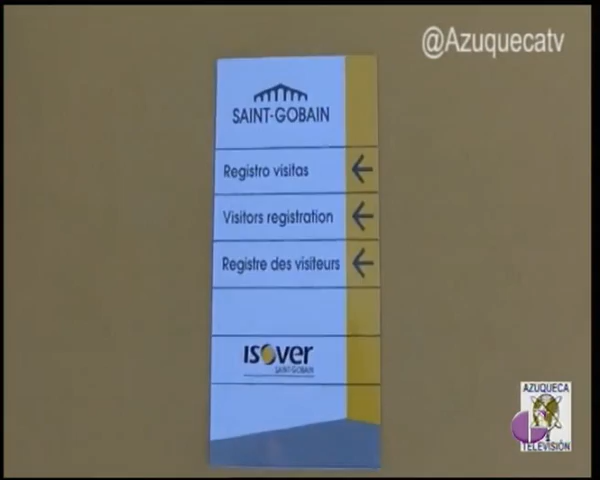 @Azuquecatv
SAINT-GOBAIN
Registro visitas
Visitors registration
Registre des visiteurs
ISOVER
SAINT-GOBAIN
AZUQUECA
TELEVISIÓN